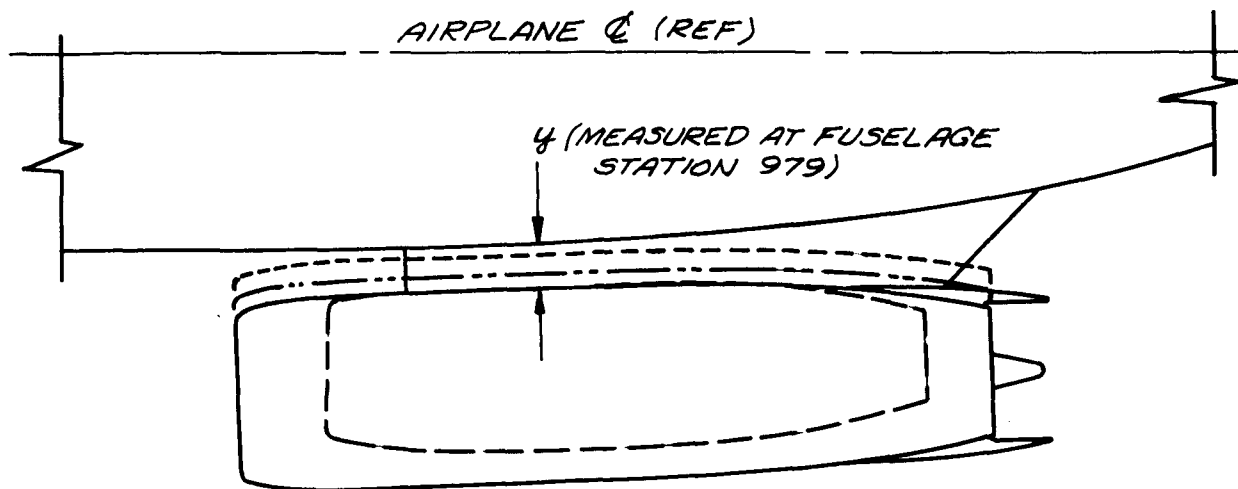 AIRPLANE ℄ (REF)
y (MEASURED AT FUSELAGE
STATION 979)